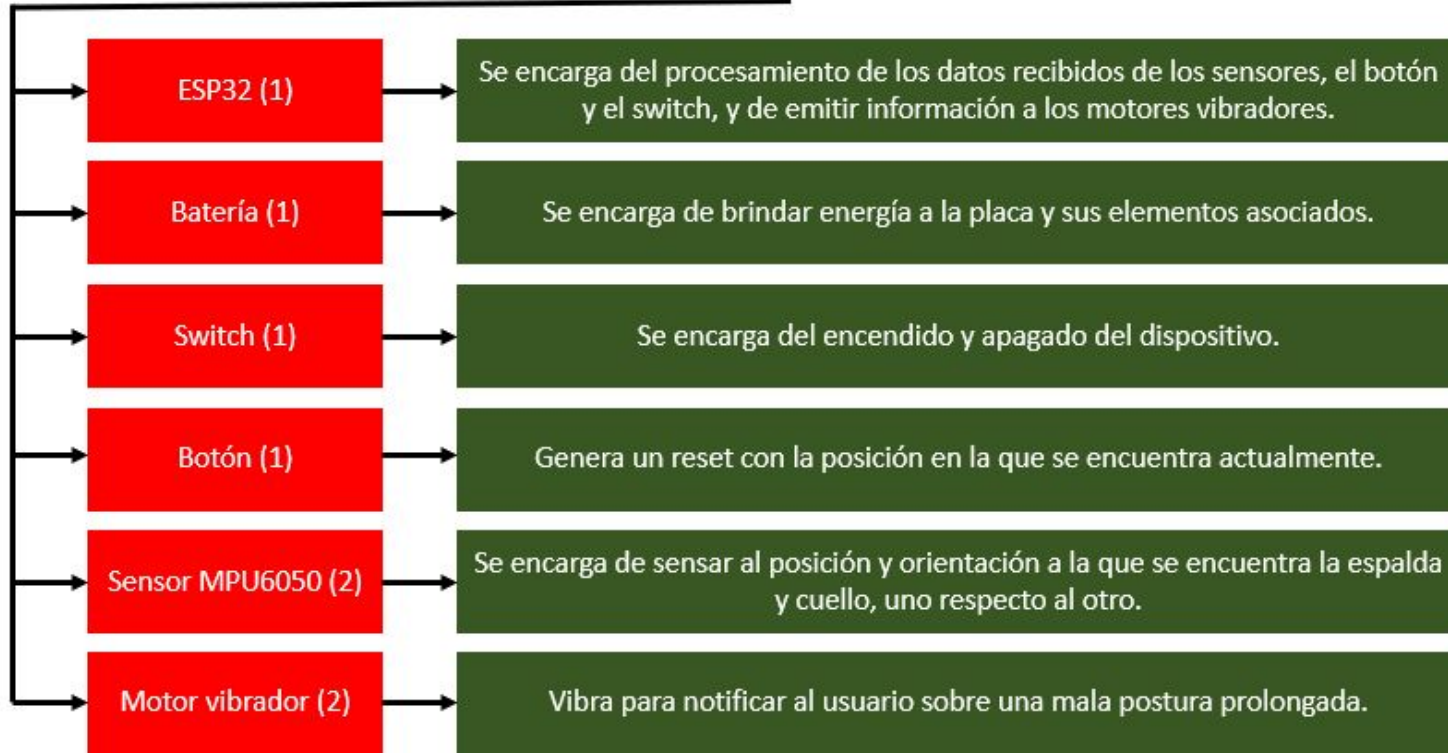 ESP32 (1)
Se encarga del procesamiento de los datos recibidos de los sensores, el botón
y el switch, y de emitir información a los motores vibradores.
Batería (1)
Se encarga de brindar energía a la placa y sus elementos asociados.
Switch (1)
Se encarga del encendido y apagado del dispositivo.
Botón (1)
Genera un reset con la posición en la que se encuentra actualmente.
Sensor MPU6050 (2)
Se encarga de sensar al posición y orientación a la que se encuentra la espalda
y cuello, uno respecto al otro.
Motor vibrador (2)
Vibra para notificar al usuario sobre una mala postura prolongada.